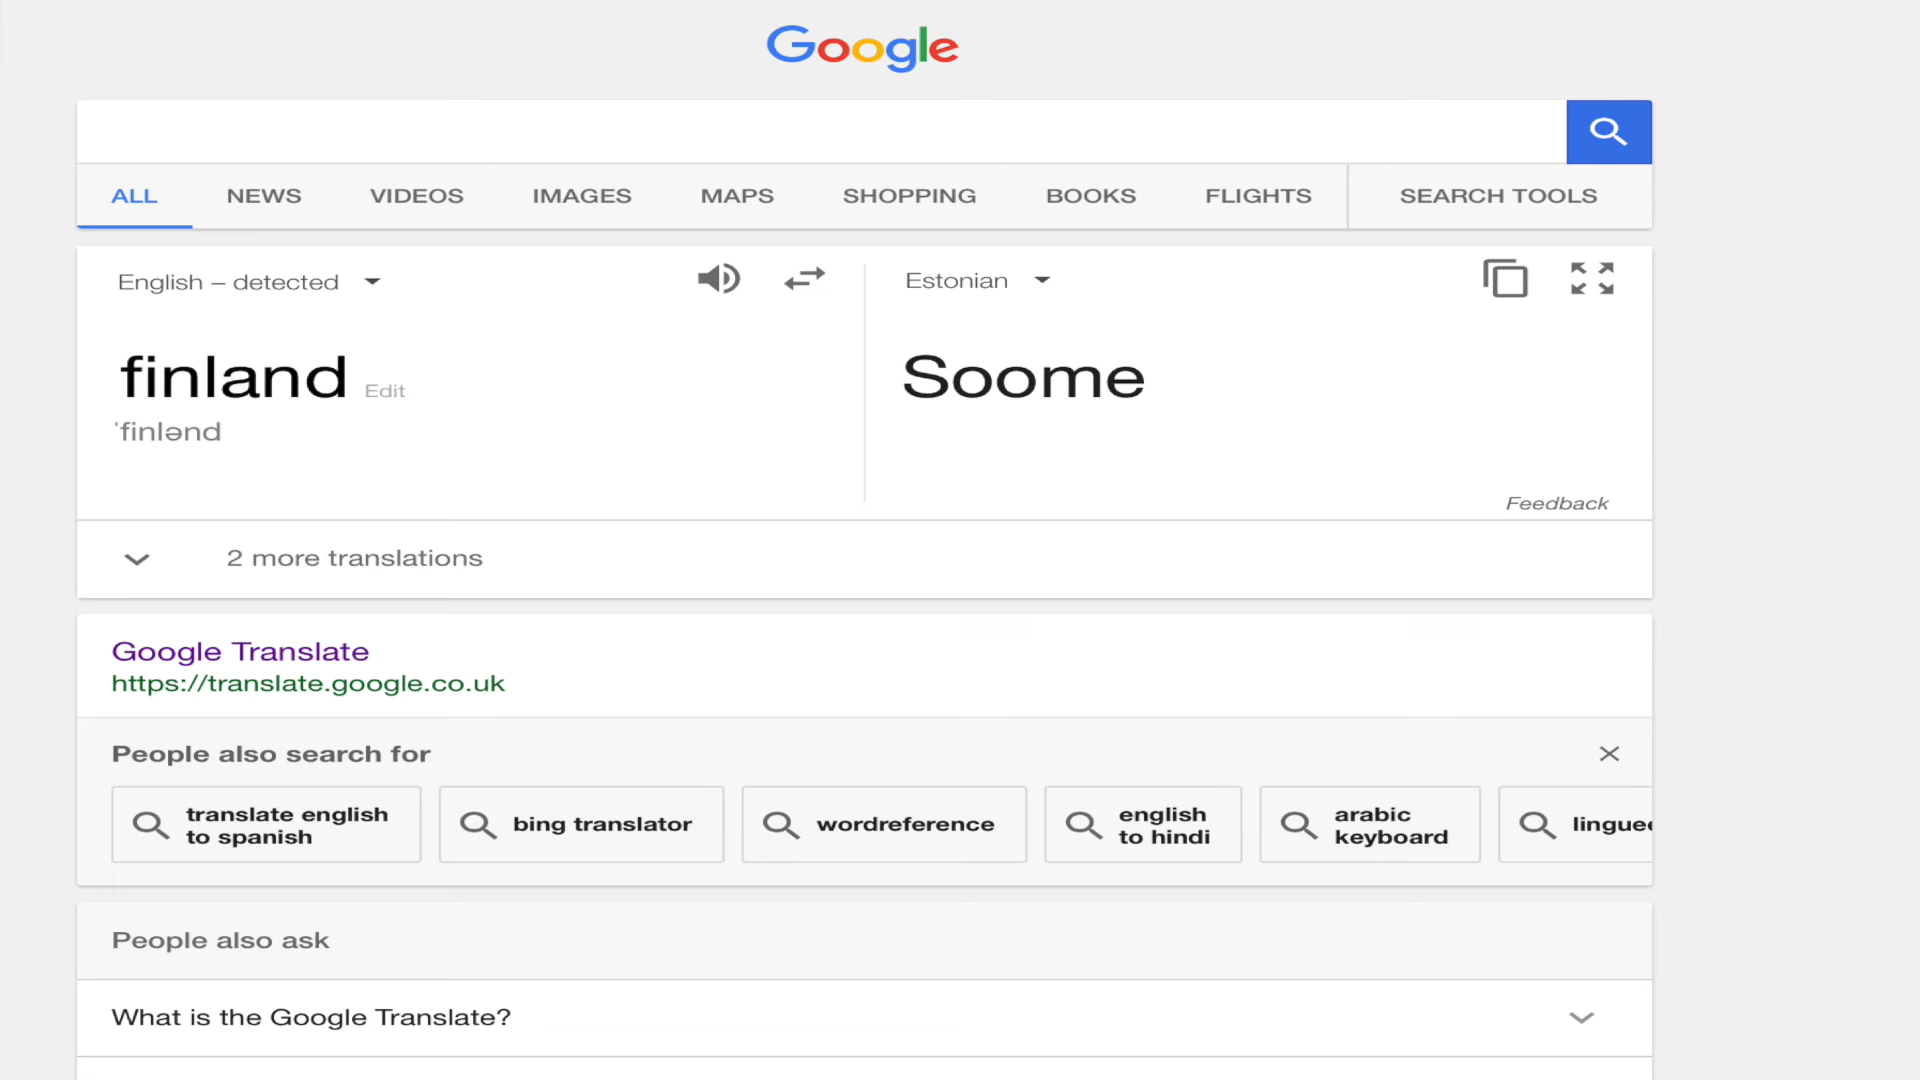 Google
ALL NEWS VIDEOS IMAGES MAPS SHOPPING BOOKS FLIGHTS SEARCH TOOLS
English – detected
Estonian
finland Edit
ˈfinlənd
Soome
Feedback
2 more translations
Google Translate
https://translate.google.co.uk
People also search for
translate english
to spanish
bing translator
wordreference
english
to hindi
arabic
keyboard
linguee
People also ask
What is the Google Translate?